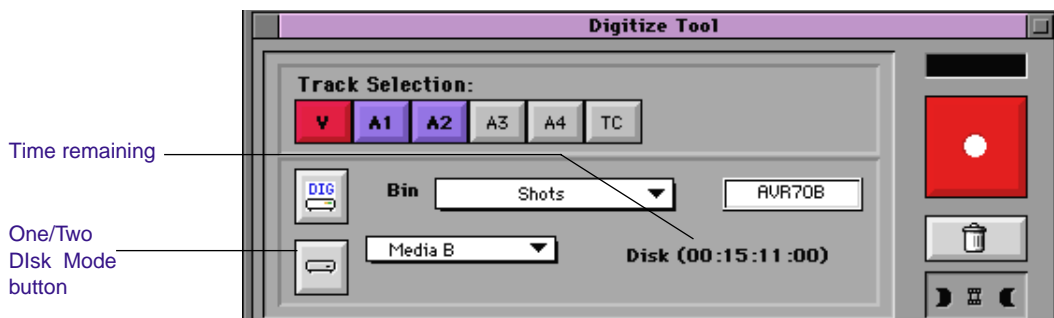 Digitize Tool
Track Selection:
V A1 A2 A3 A4 TC
Time remaining
DIG Bin Shots AVR70B
One/Two
DIsk Mode
button
Media B Disk (00:15:11:00)